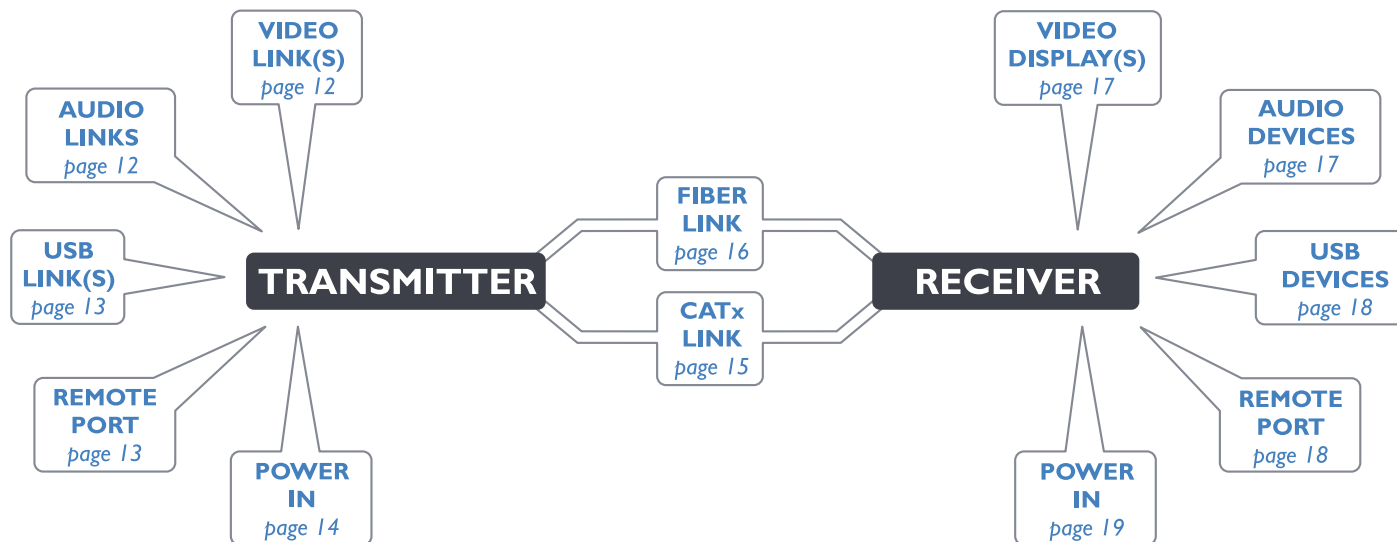 VIDEO
LINK(S)
page 12
AUDIO
LINKS
page 12
USB
LINK(S)
page 13
REMOTE
PORT
page 13
POWER
IN
page 14
TRANSMITTER
FIBER
LINK
page 16
CATx
LINK
page 15
RECEIVER
VIDEO
DISPLAY(S)
page 17
AUDIO
DEVICES
page 17
USB
DEVICES
page 18
REMOTE
PORT
page 18
POWER
IN
page 19